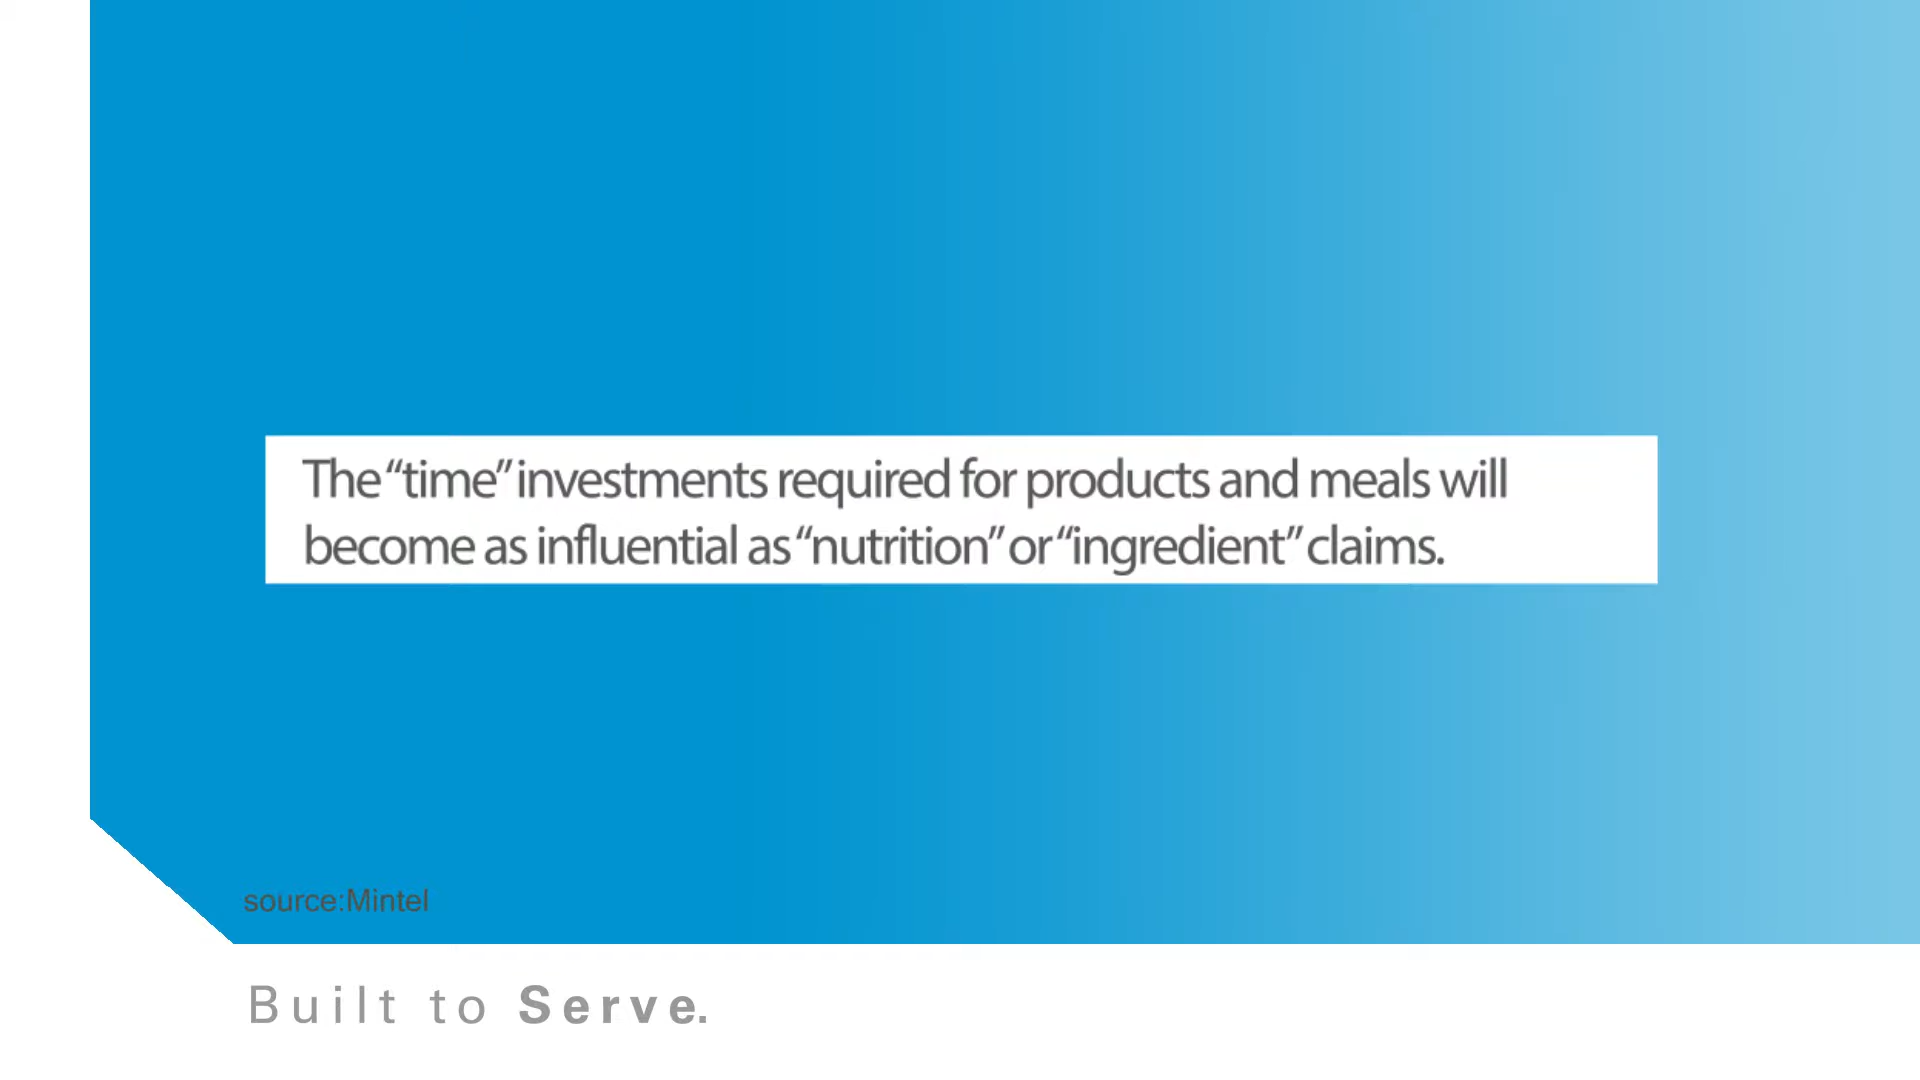 The “time” investments required for products and meals will
become as influential as “nutrition” or “ingredient” claims.
source:Mintel
Built to Serve.